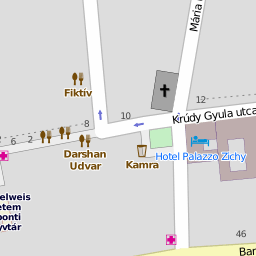 Mária
Fiktív
12
10
Krúdy Gyula utca
8
6
2
Darshan
Udvar
Kamra
Hotel Palazzo Zichy
elweis
etem
ponti
yvtár
46
Bar